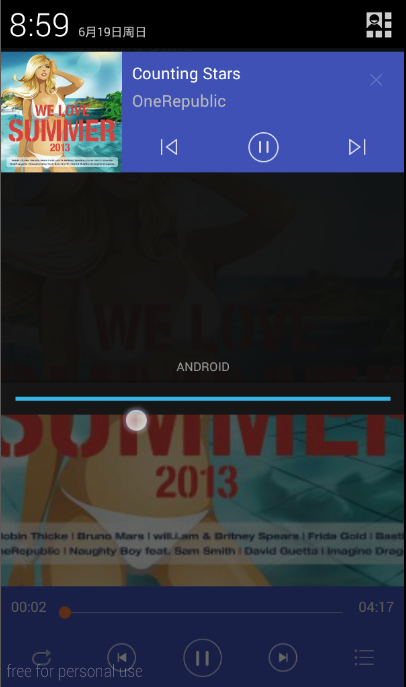 8:59 6月19日周日
Counting Stars
OneRepublic
WE LOVE
SUMMER
2013
WE LOVE
ANDROID
SUMMER
2013
Robin Thicke | Bruno Mars | will.i.am & Britney Spears | Frida Gold | Basti
neRepublic | Naughty Boy feat. Sam Smith | David Guetta | Imagine Drag
00:02 04:17
free for personal use